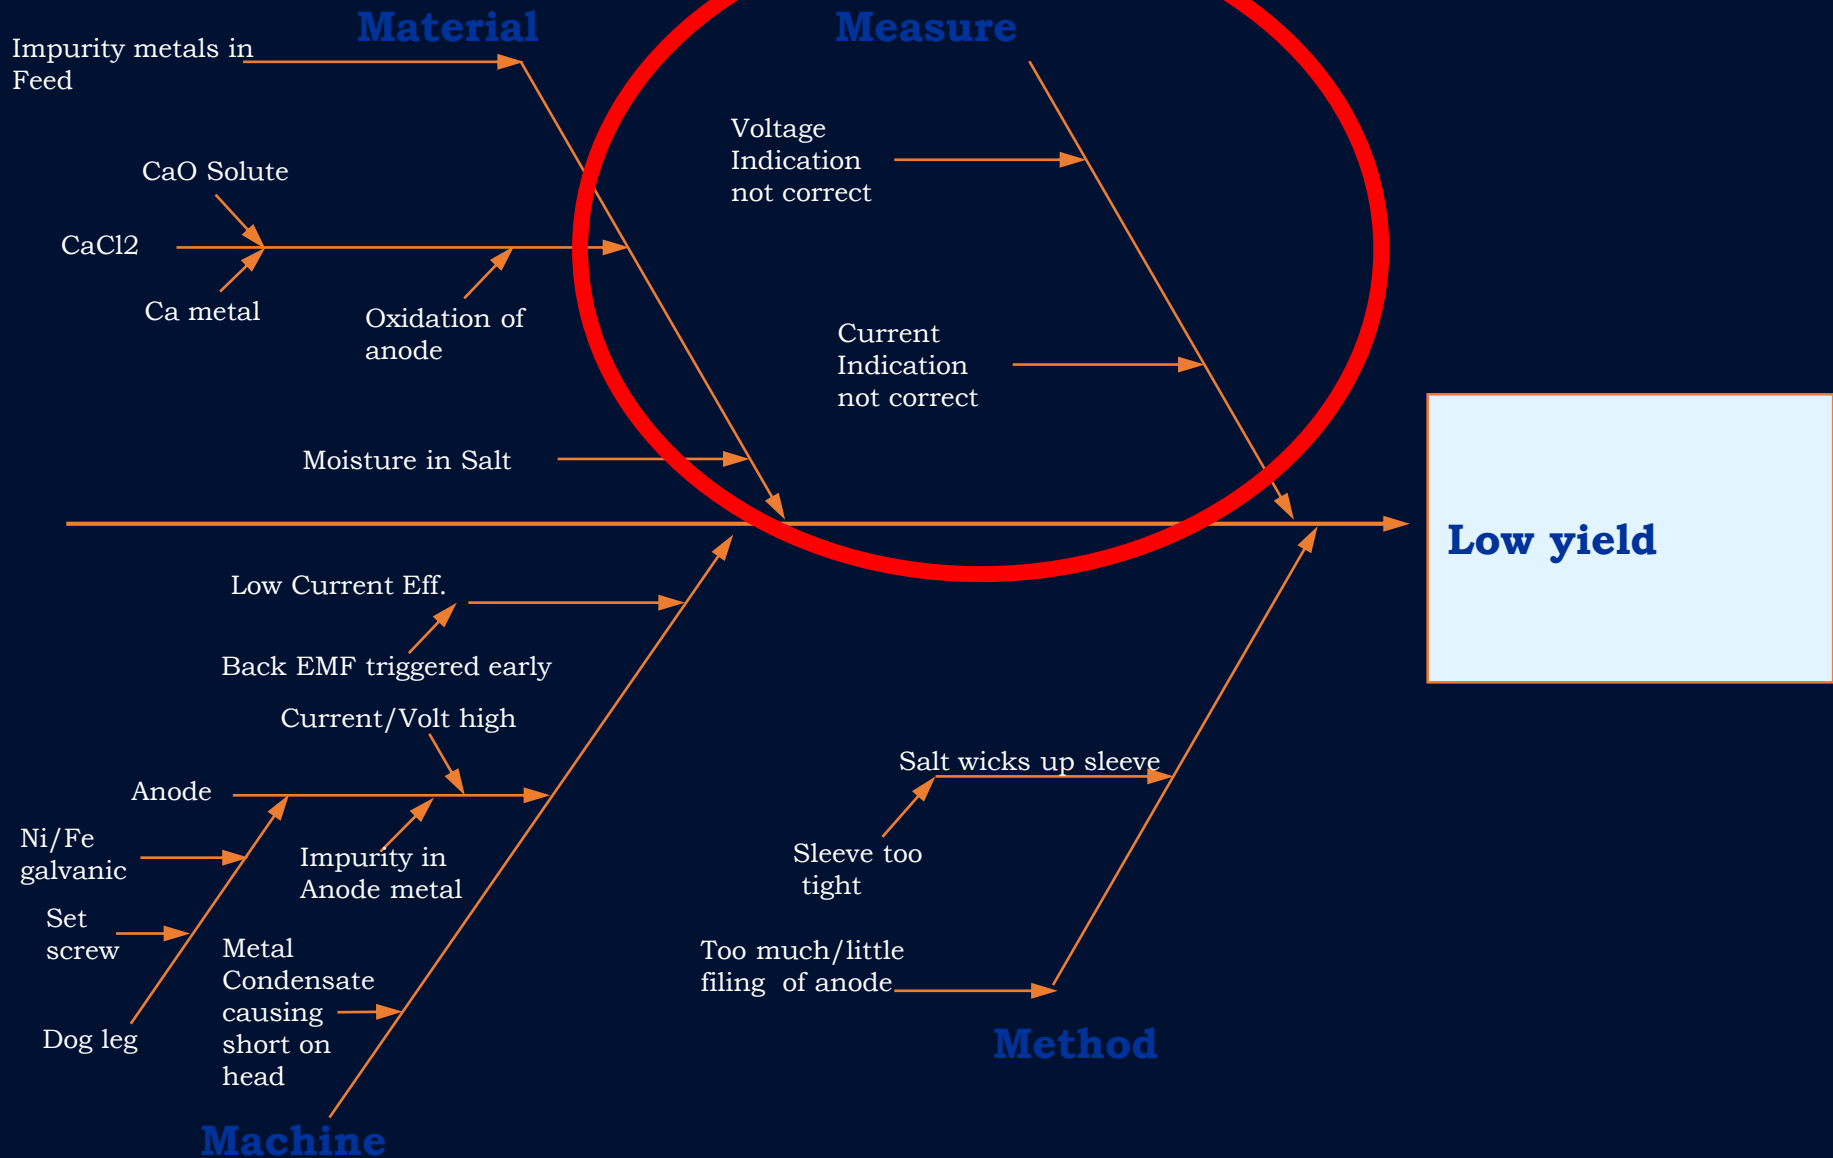 Material
Measure
Impurity metals in
Feed
Voltage
Indication
not correct
CaO Solute
CaCl2
Ca metal
Oxidation of
anode
Current
Indication
not correct
Moisture in Salt
Low yield
Low Current Eff.
Back EMF triggered early
Current/Volt high
Anode
Salt wicks up sleeve
Ni/Fe
galvanic
Impurity in
Anode metal
Sleeve too
tight
Set
screw
Metal
Condensate
causing
short on
head
Too much/little
filing of anode
Dog leg
Method
Machine